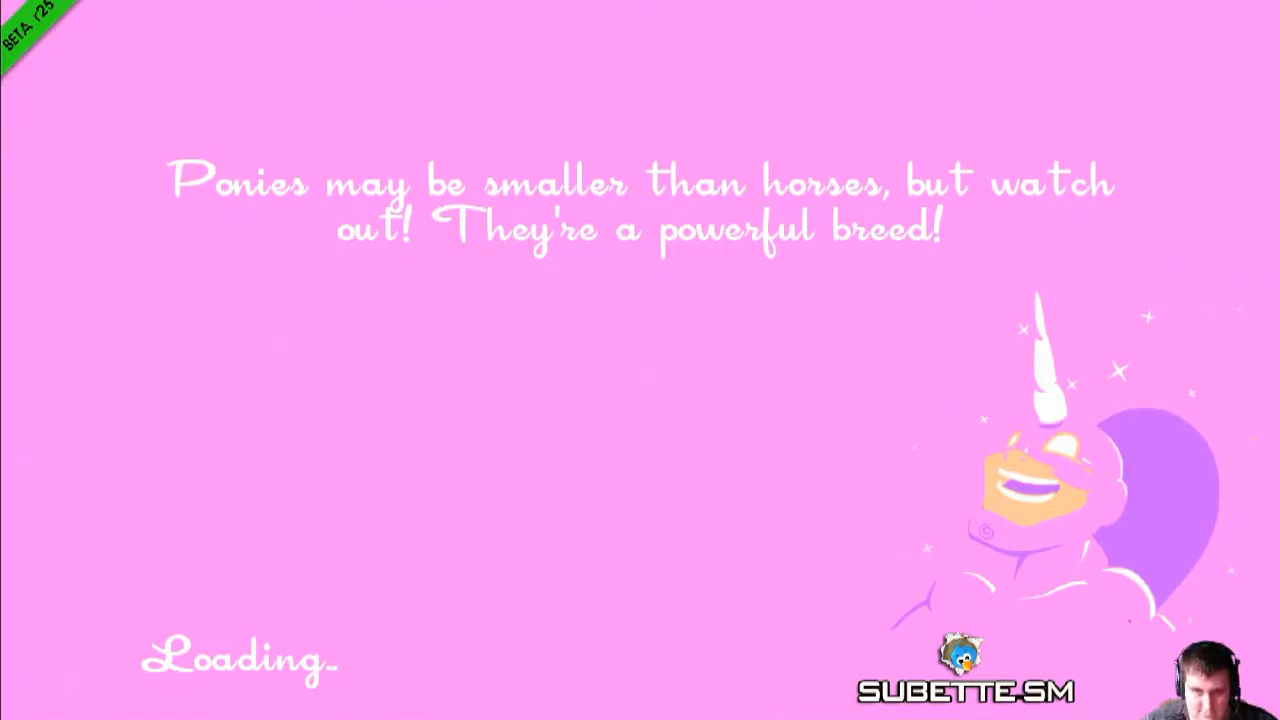 BETA r25
Ponies may be smaller than horses, but watch
out! They're a powerful breed!
Loading..
SUBETTE.SM